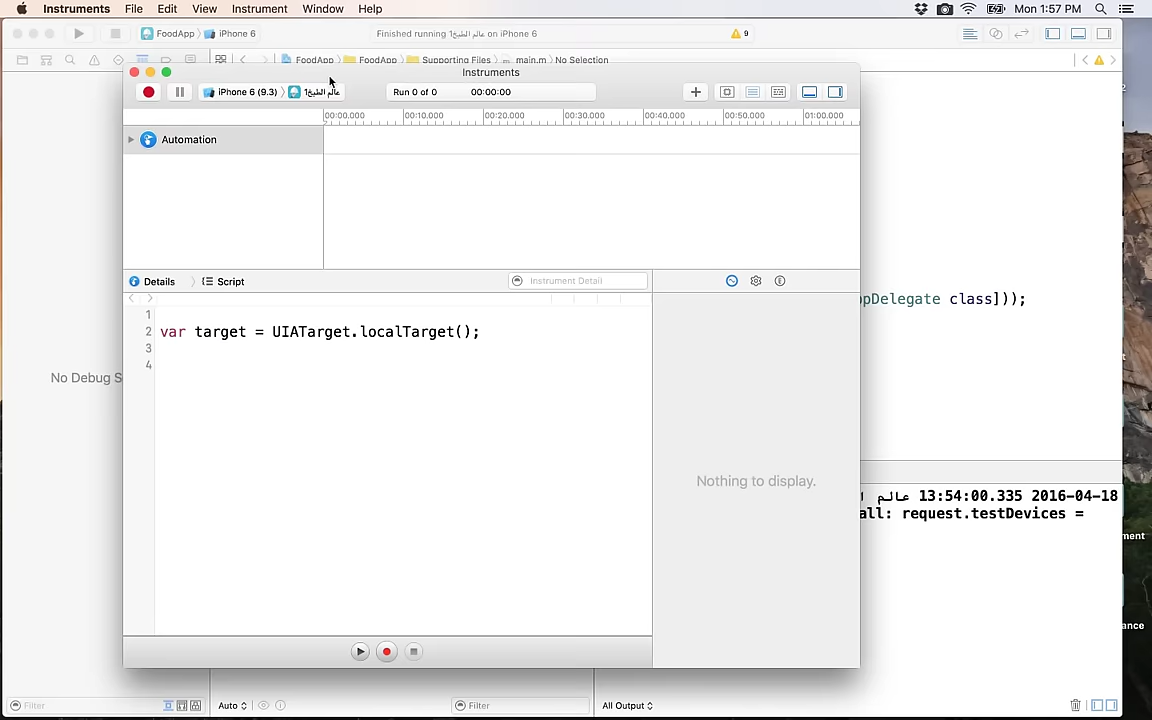 Instruments File Edit View Instrument Window Help Mon 1:57 PM
FoodApp iPhone 6 Finished running عالم الطبخ1 on iPhone 6 9
FoodApp FoodApp Supporting Files main.m No Selection
Instruments
iPhone 6 (9.3) عالم الطبخ1 Run 0 of 0 00:00:00
00:00,000 00:10,000 00:20,000 00:30,000 00:40,000 00:50,000 01:00,000
Automation
Details Script Instrument Detail
1
2 var target = UIATarget.localTarget();
3
4
ppDelegate class]));
No Debug S
Nothing to display.
عالم 13:54:00.335 2016-04-18
all: request.testDevices =
ment
ance
Filter Auto Filter All Output